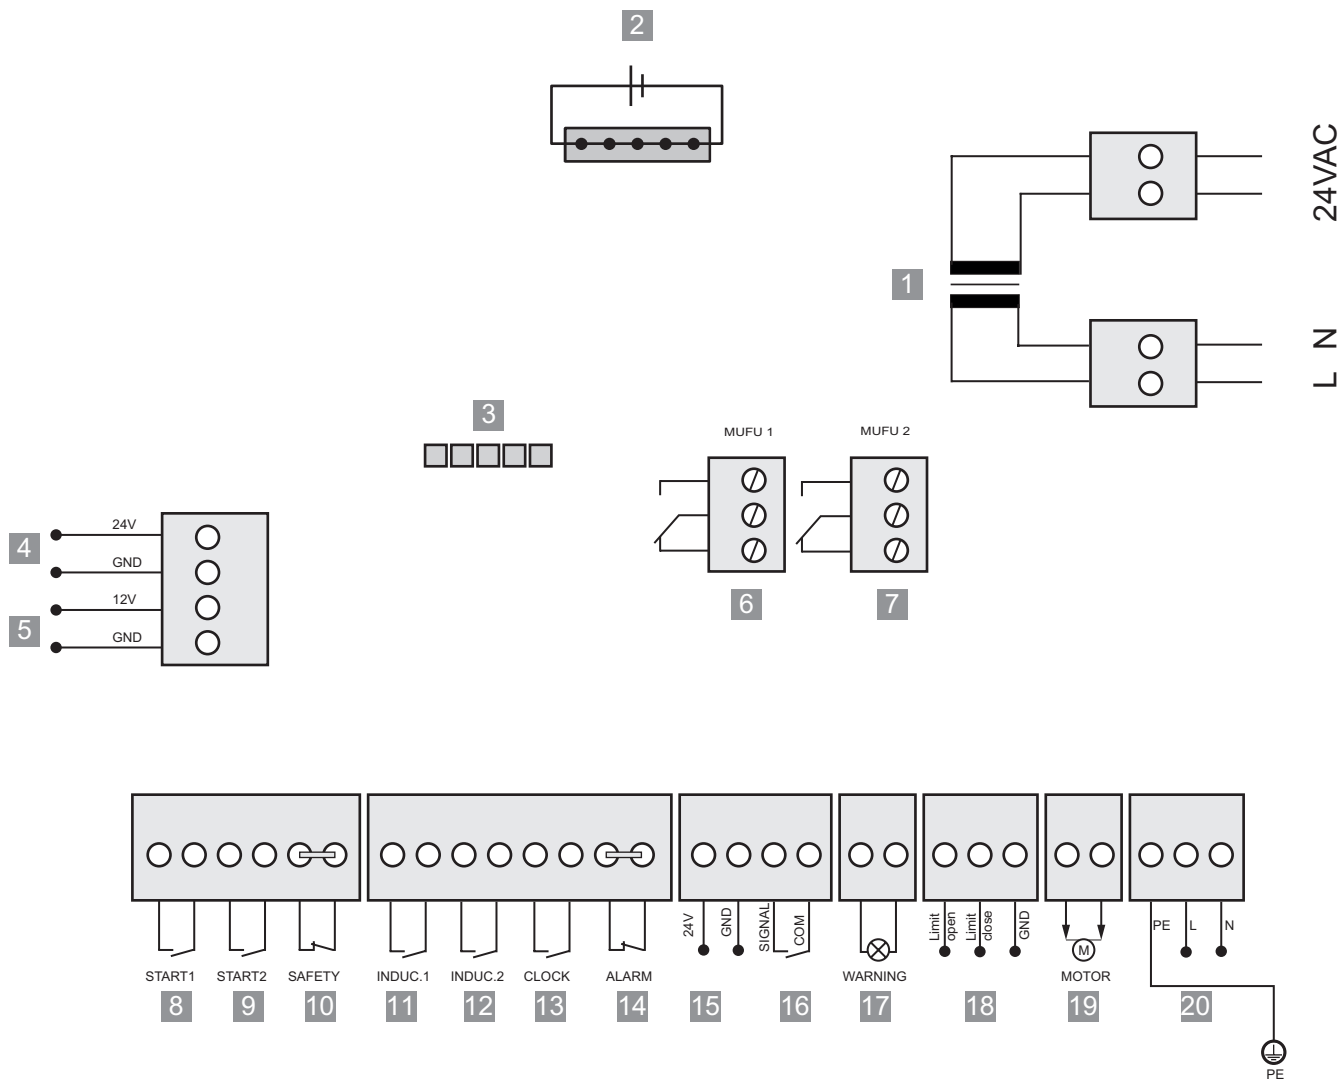 2
24VAC
1
L N
3
MUFU 1
MUFU 2
4
24V
GND
5
12V
GND
6
7
24V
GND
SIGNAL
COM
Limit
open
Limit
close
GND
PE
L
N
M
START1
START2
SAFETY
INDUC.1
INDUC.2
CLOCK
ALARM
WARNING
MOTOR
8
9
10
11
12
13
14
15
16
17
18
19
20
PE